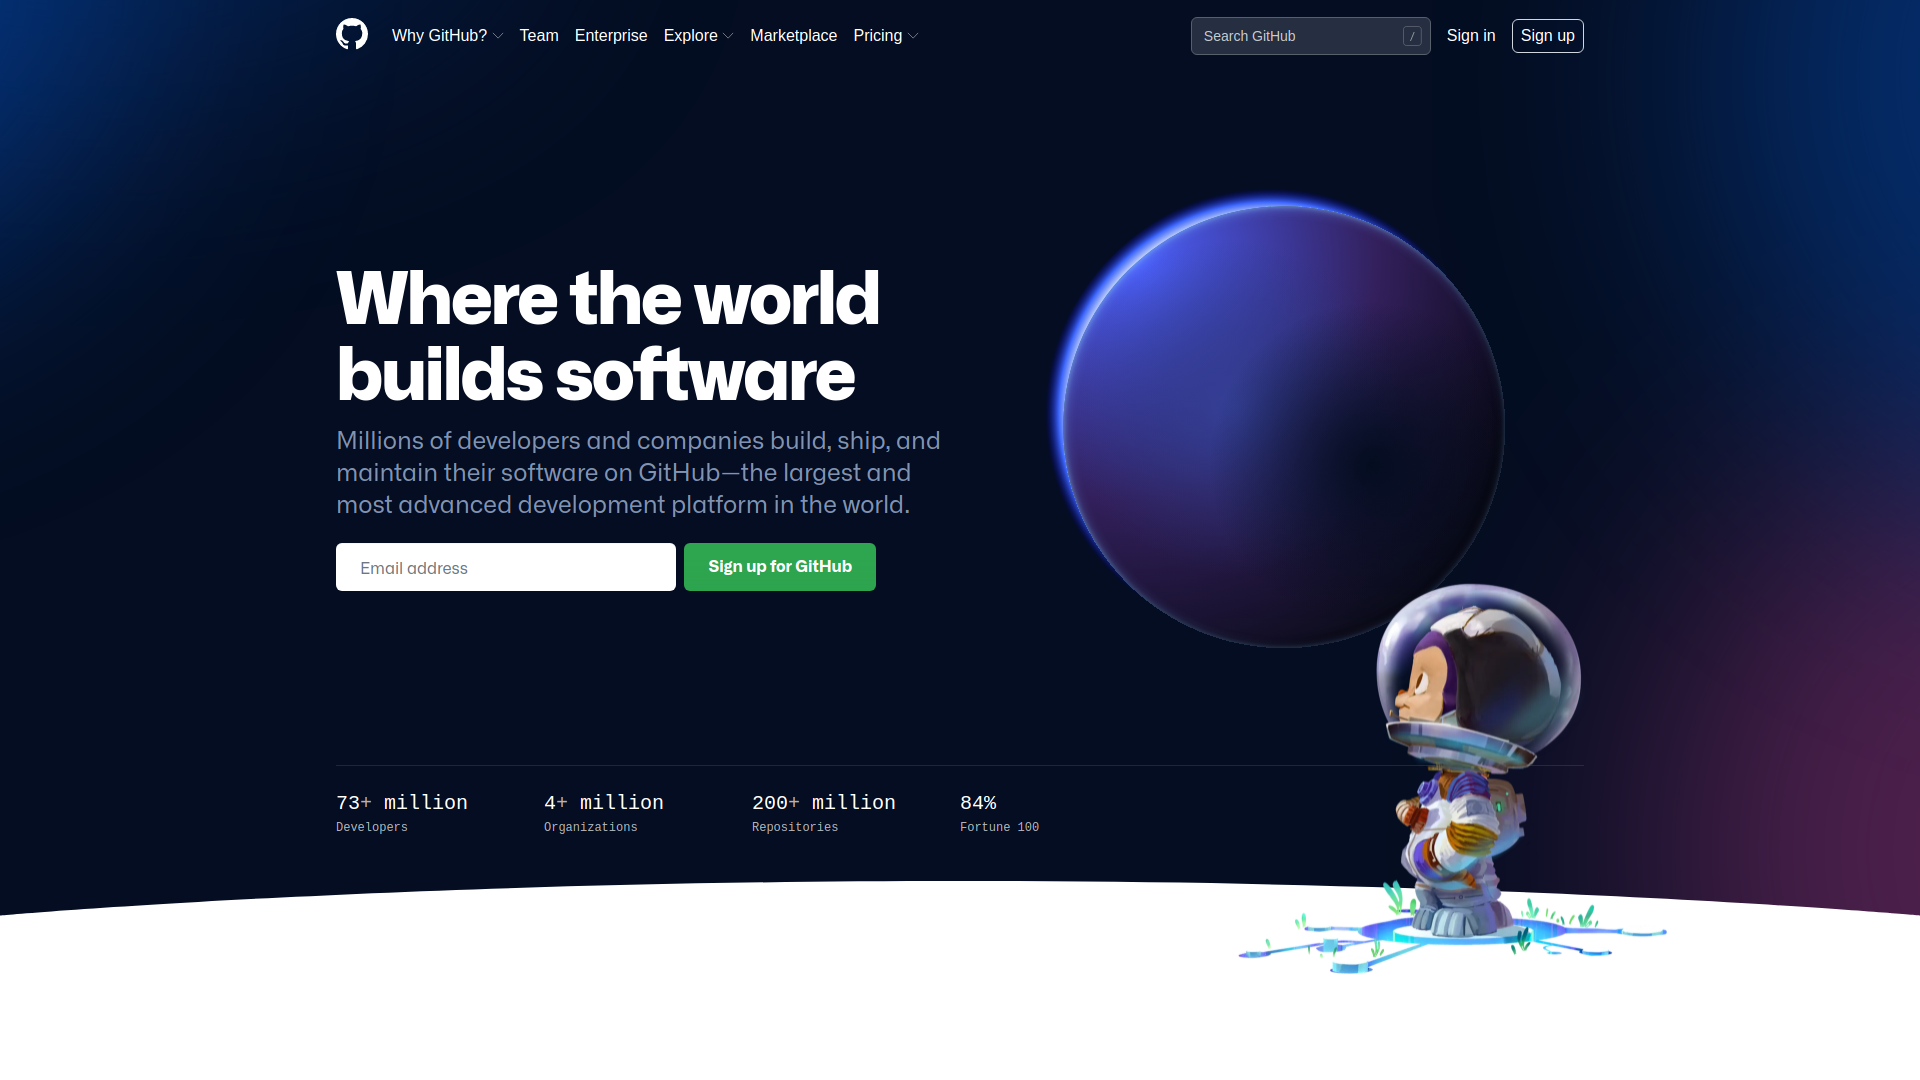 Why GitHub? Team Enterprise Explore Marketplace Pricing Search GitHub / Sign in Sign up
Where the world
builds software
Millions of developers and companies build, ship, and
maintain their software on GitHub—the largest and
most advanced development platform in the world.
Email address Sign up for GitHub
73+ million 4+ million 200+ million 84%
Developers Organizations Repositories Fortune 100